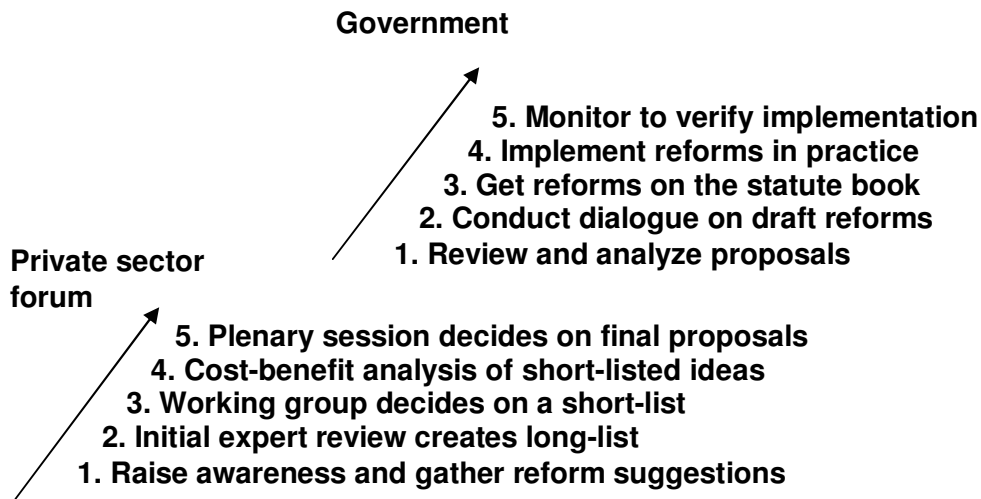 Government
5. Monitor to verify implementation
4. Implement reforms in practice
3. Get reforms on the statute book
2. Conduct dialogue on draft reforms
1. Review and analyze proposals
Private sector
forum
5. Plenary session decides on final proposals
4. Cost-benefit analysis of short-listed ideas
3. Working group decides on a short-list
2. Initial expert review creates long-list
1. Raise awareness and gather reform suggestions